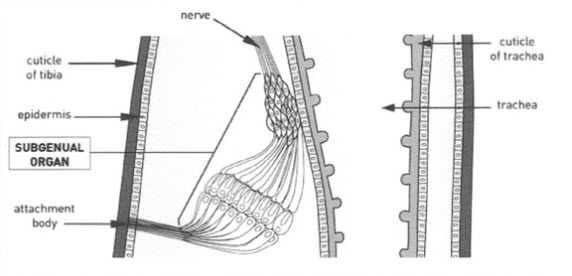 nerve
cuticle
of tibia
epidermis
SUBGENUAL
ORGAN
attachment
body
cuticle
of trachea
trachea